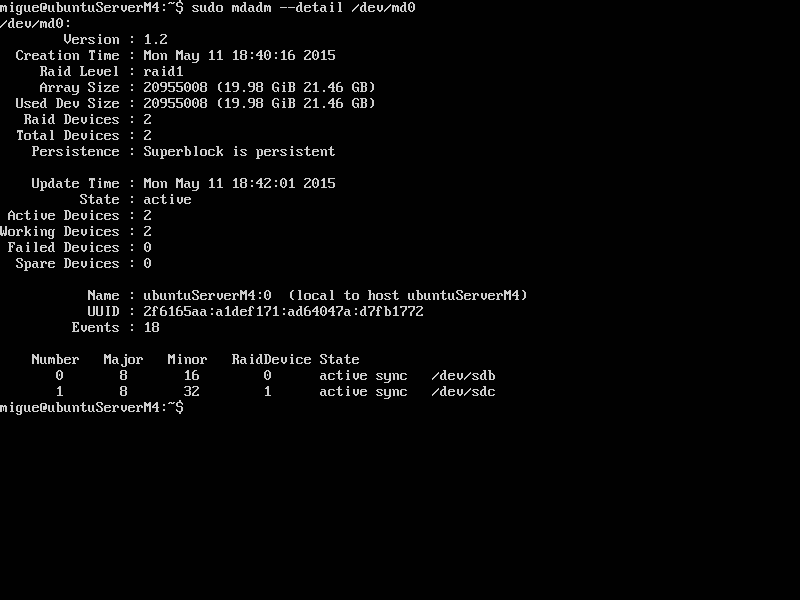 migue@ubuntuServerM4:~$ sudo mdadm --detail /dev/md0
/dev/md0:
        Version : 1.2
  Creation Time : Mon May 11 18:40:16 2015
     Raid Level : raid1
     Array Size : 20955008 (19.98 GiB 21.46 GB)
  Used Dev Size : 20955008 (19.98 GiB 21.46 GB)
   Raid Devices : 2
  Total Devices : 2
    Persistence : Superblock is persistent

    Update Time : Mon May 11 18:42:01 2015
          State : active
 Active Devices : 2
Working Devices : 2
 Failed Devices : 0
  Spare Devices : 0

           Name : ubuntuServerM4:0  (local to host ubuntuServerM4)
           UUID : 2f6165aa:a1def171:ad64047a:d7fb1772
         Events : 18

    Number   Major   Minor   RaidDevice State
       0       8       16        0      active sync   /dev/sdb
       1       8       32        1      active sync   /dev/sdc
migue@ubuntuServerM4:~$